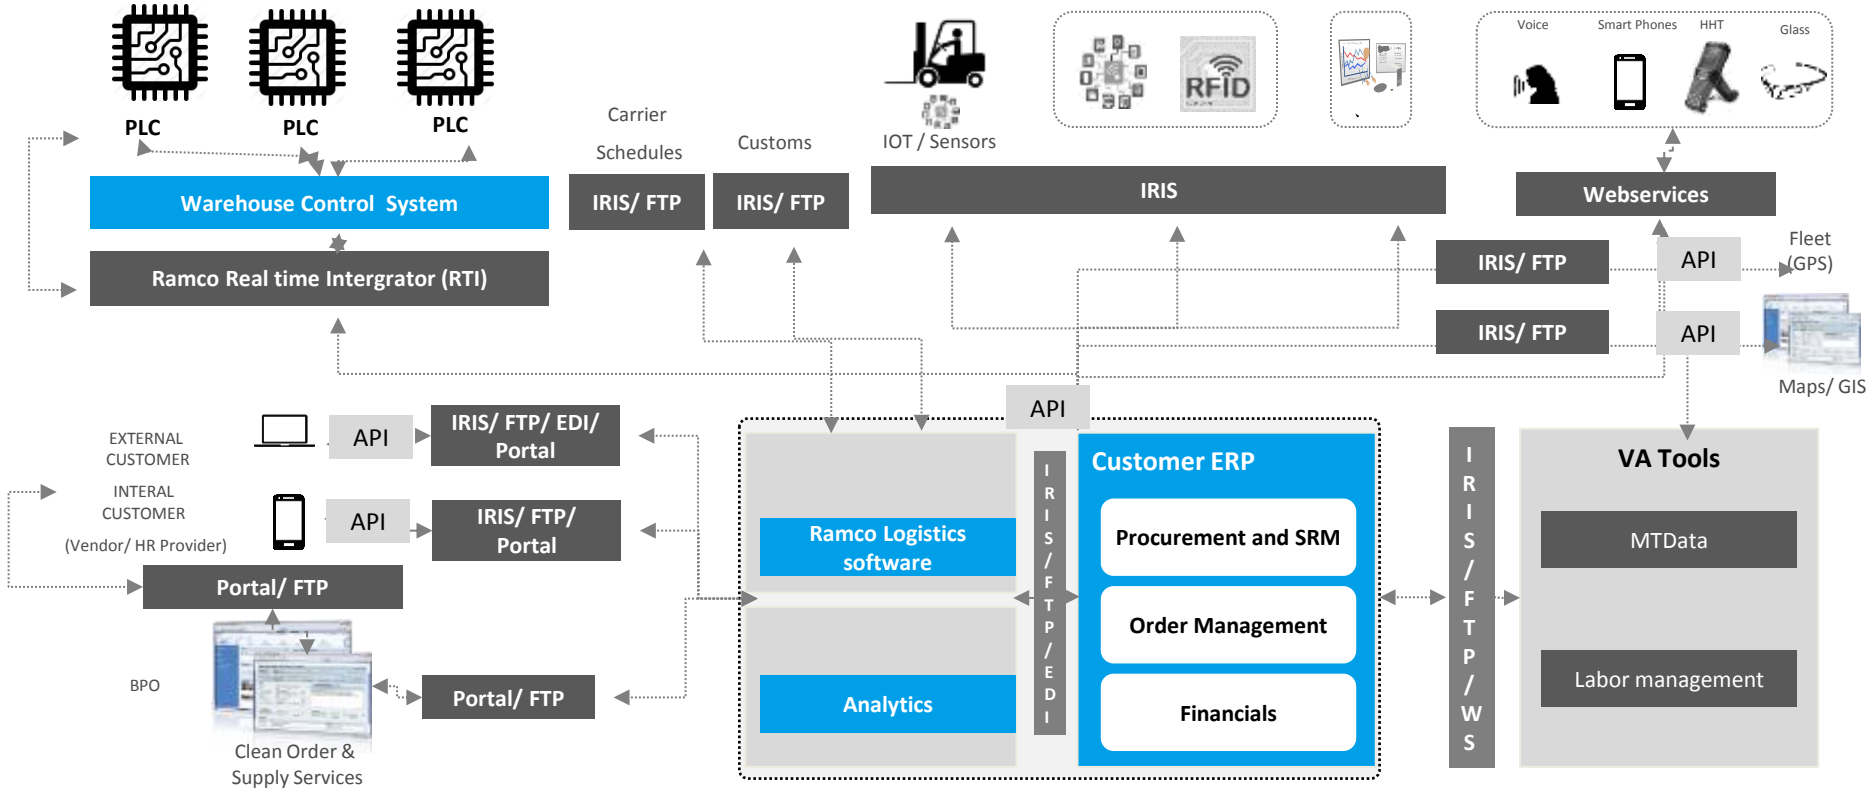 Voice
Smart Phones
HHT
Glass
RFID
PLC
PLC
PLC
Carrier
Schedules
Customs
IOT / Sensors
Warehouse Control System
IRIS/ FTP
IRIS/ FTP
IRIS
Webservices
Ramco Real time Intergrator (RTI)
IRIS/ FTP
API
Fleet
(GPS)
IRIS/ FTP
API
Maps/ GIS
API
EXTERNAL
CUSTOMER
API
IRIS/ FTP/ EDI/
Portal
INTERAL
CUSTOMER
(Vendor/ HR Provider)
API
IRIS/ FTP/
Portal
Portal/ FTP
BPO
Portal/ FTP
Clean Order &
Supply Services
Ramco Logistics
software
Analytics
IRIS/FTP/EDI
Customer ERP
Procurement and SRM
Order Management
Financials
IRIS/FTP/WS
VA Tools
MTData
Labor management